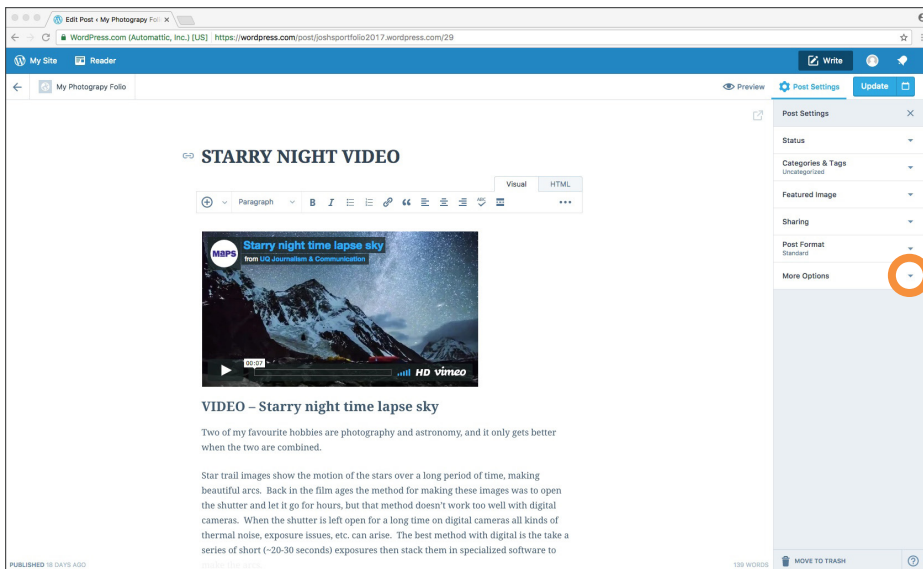 Edit Post ‹ My Photograpy Foli
WordPress.com (Automattic, Inc.) [US] https://wordpress.com/post/joshsportfolio2017.wordpress.com/29
My Site Reader Write
My Photograpy Folio Preview Post Settings Update
Post Settings
Status
Categories & Tags
Uncategorized
Featured Image
Sharing
Post Format
Standard
More Options
STARRY NIGHT VIDEO
Visual HTML
Paragraph B I ABC
MaPS
Starry night time lapse sky
from UQ Journalism & Communication
00:07
HD vimeo
VIDEO – Starry night time lapse sky
Two of my favourite hobbies are photography and astronomy, and it only gets better
when the two are combined.
Star trail images show the motion of the stars over a long period of time, making
beautiful arcs. Back in the film ages the method for making these images was to open
the shutter and let it go for hours, but that method doesn't work too well with digital
cameras. When the shutter is left open for a long time on digital cameras all kinds of
thermal noise, exposure issues, etc. can arise. The best method with digital is the take a
series of short (~20-30 seconds) exposures then stack them in specialized software to
make the arcs.
PUBLISHED 18 DAYS AGO 139 WORDS MOVE TO TRASH